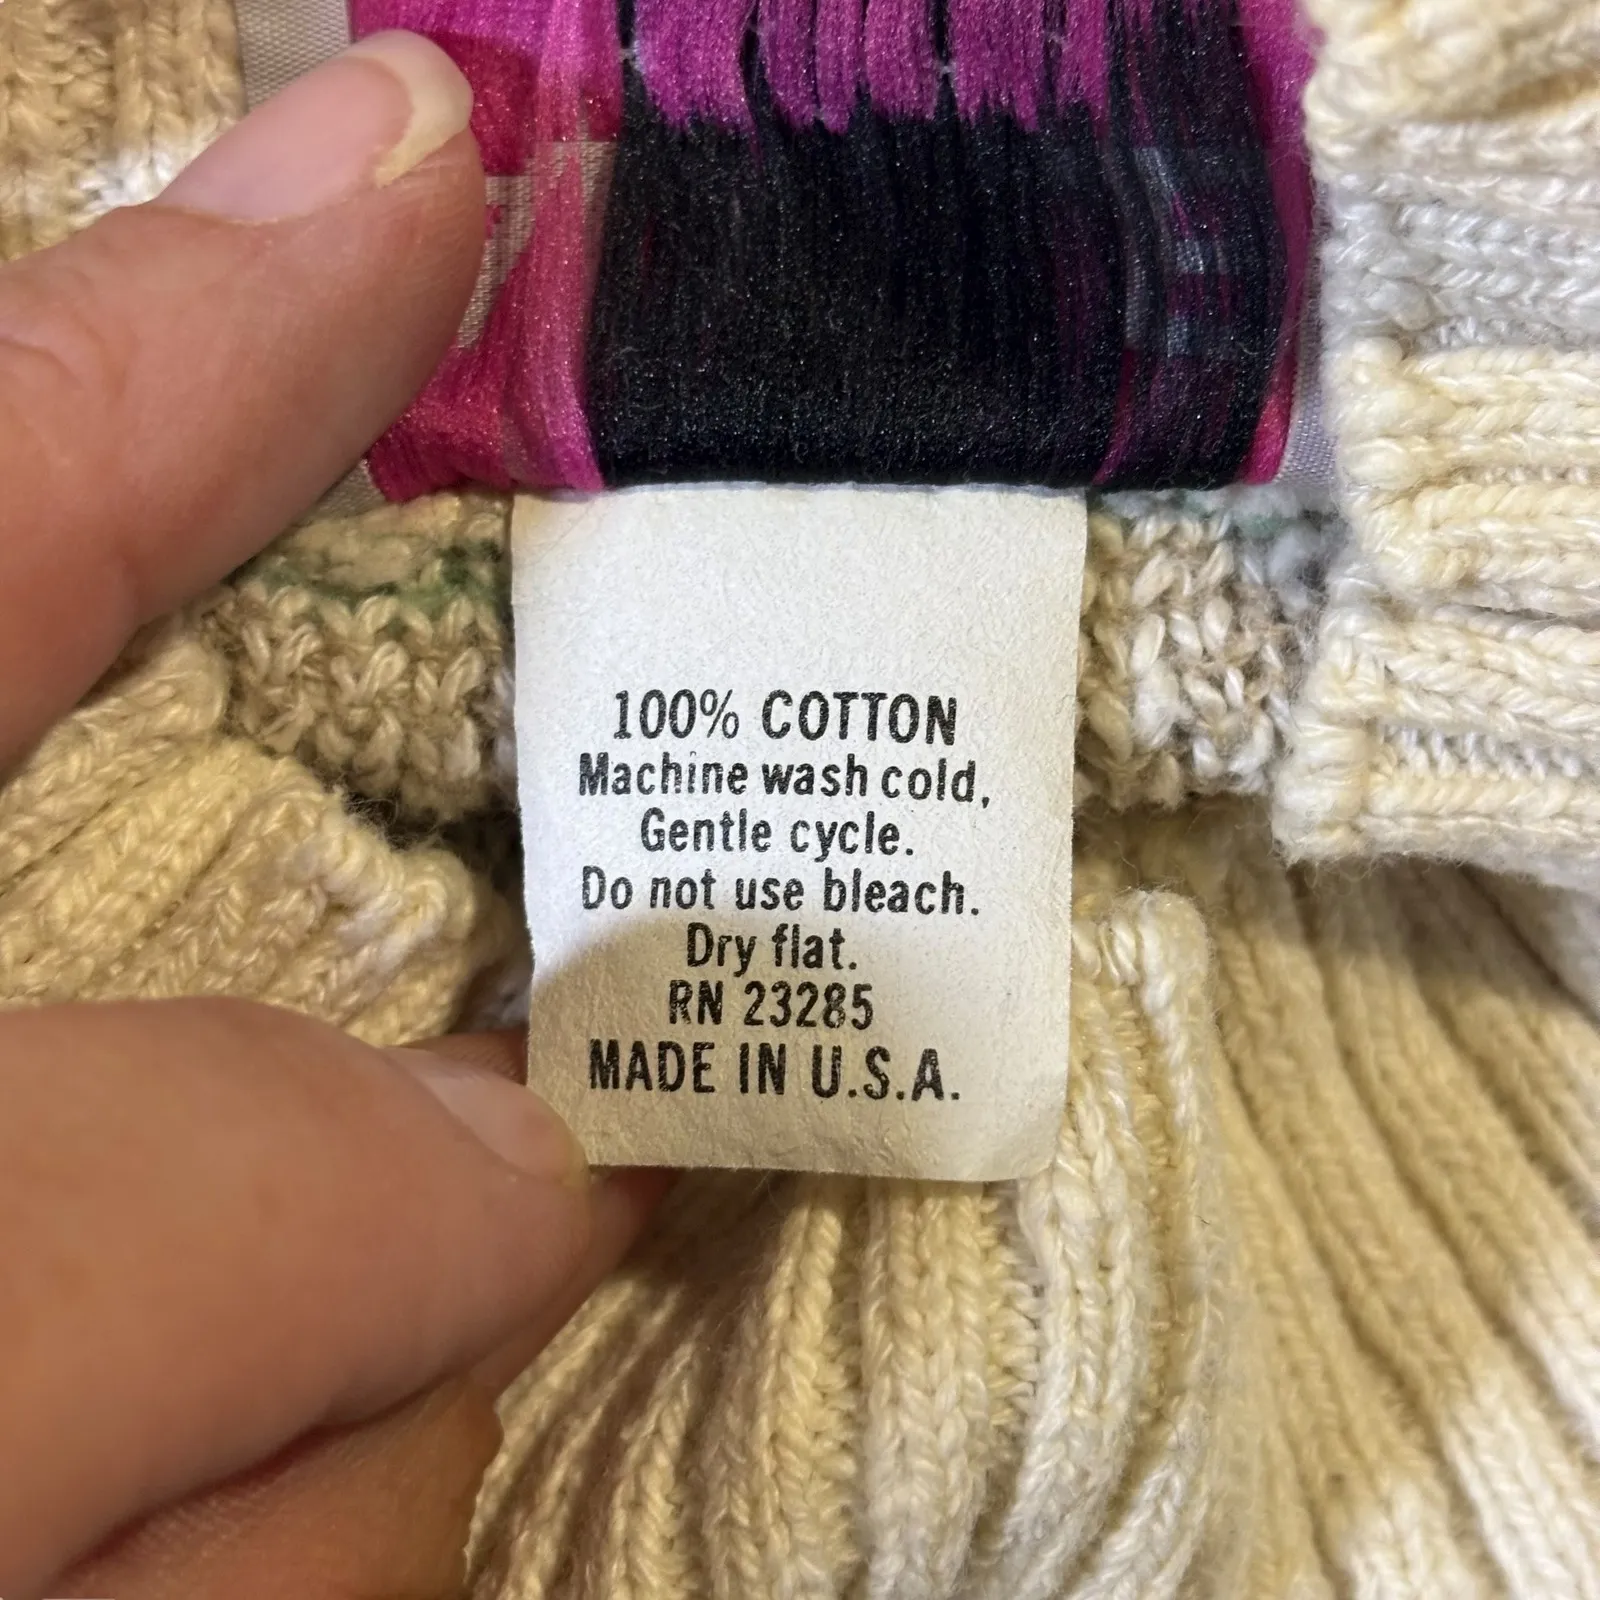 100% COTTON
Machine wash cold,
Gentle cycle.
Do not use bleach.
Dry flat.
RN 23285
MADE IN U.S.A.